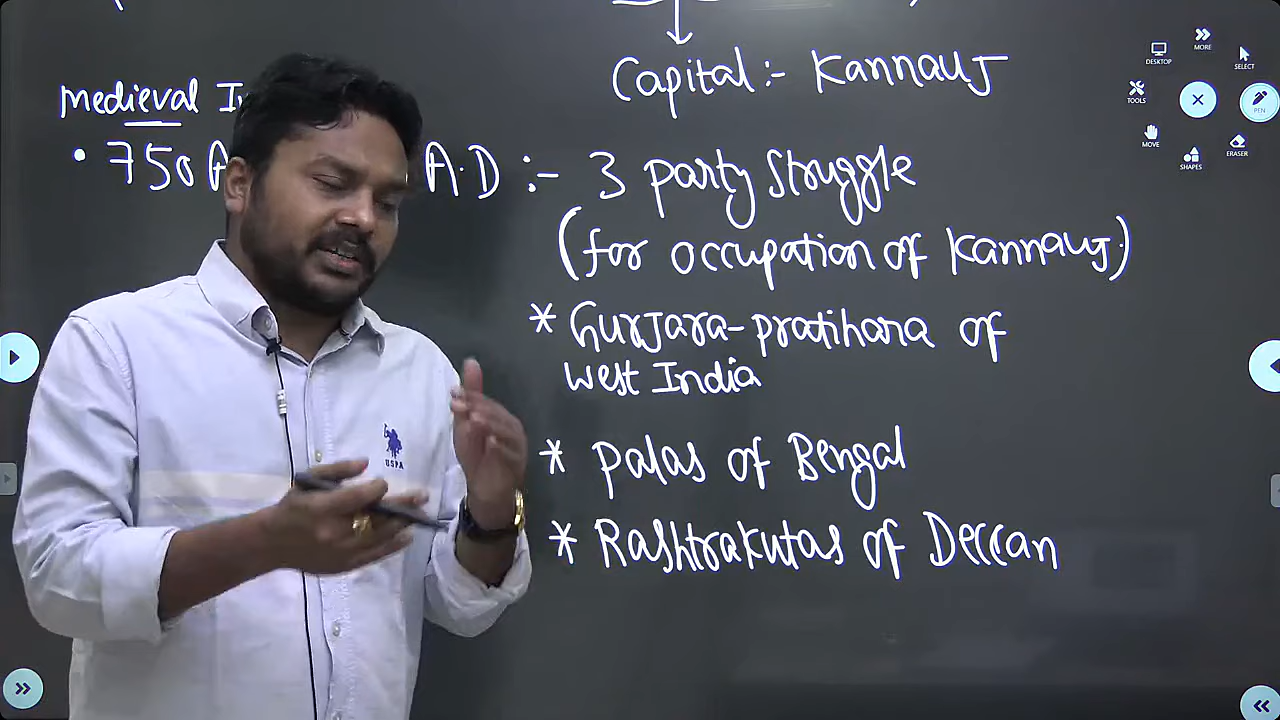 Capital:- Kannauj
Medieval I
• 750 A A.D :- 3 party struggle
(for occupation of Kannauj.)
* Gurjara-pratihara of
West India
* Palas of Bengal
* Rashtrakutas of Deccan
DESKTOP
MORE
SELECT
TOOLS
PEN
MOVE
SHAPES
ERASER
USPA